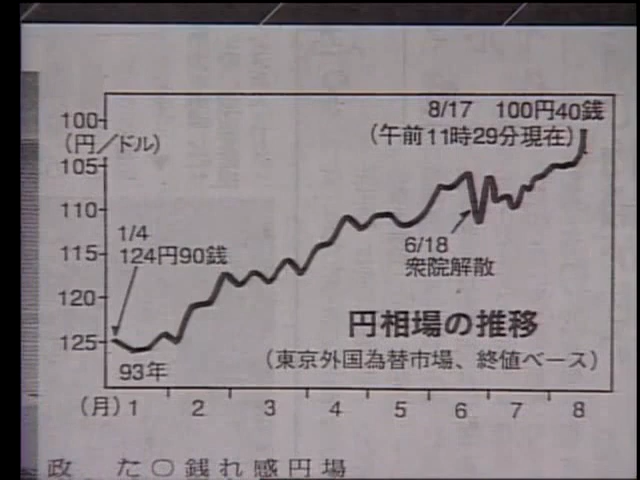 8/17 100円40銭
(午前11時29分現在)
100
(円/ドル)
105
110
115
120
125
1/4
124円90銭
6/18
衆院解散
円相場の推移
(東京外国為替市場、終値ベース)
93年
(月) 1 2 3 4 5 6 7 8
政 た〇銭れ感円場